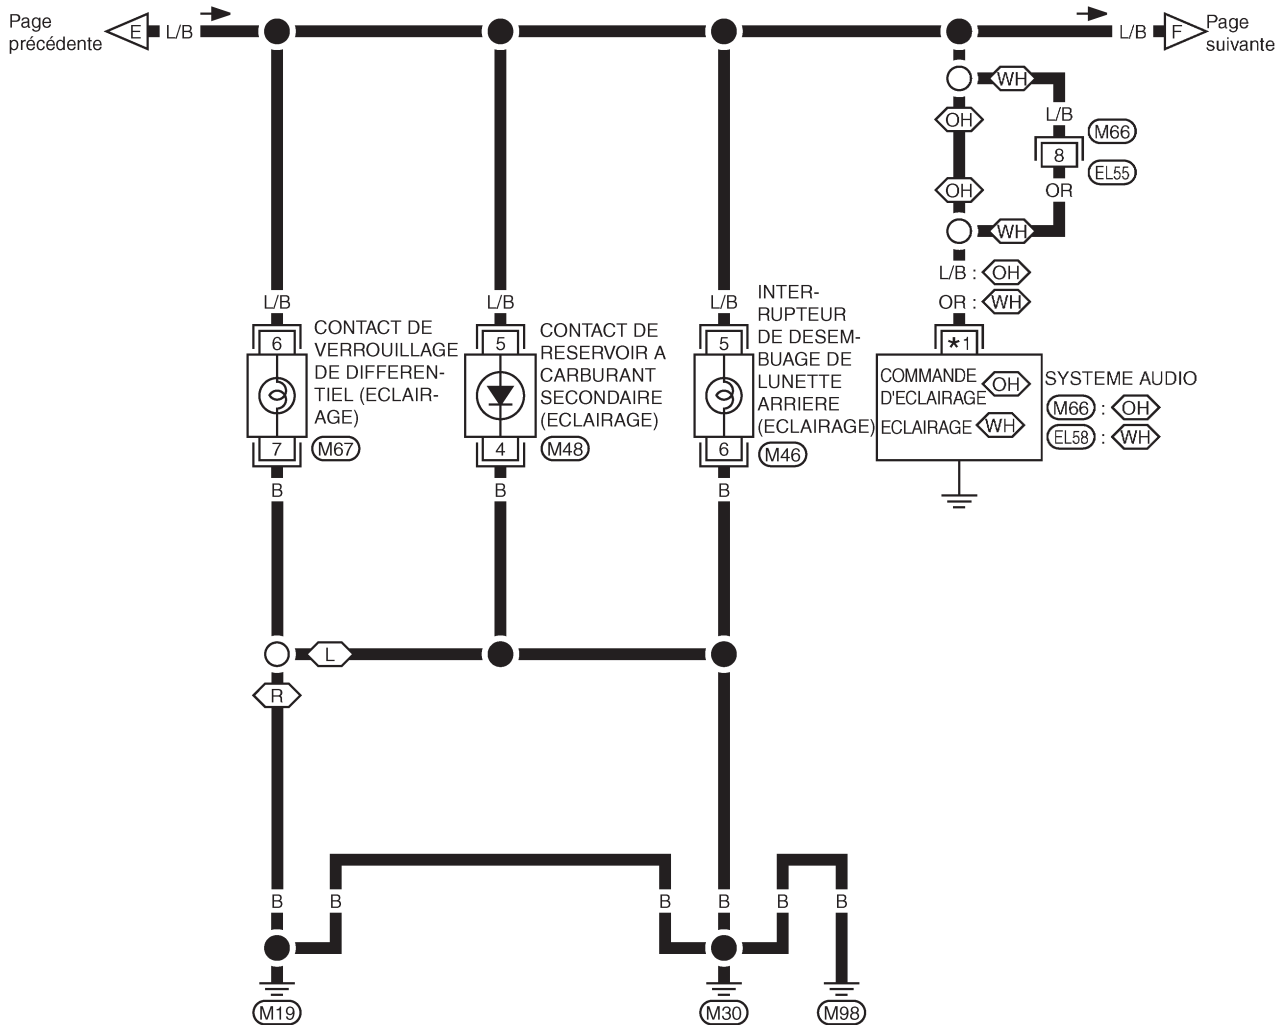 Page
précédente
E
L/B
L/B
F
Page
suivante
WH
OH
L/B
M66
8
EL55
OH
OR
WH
L/B : OH
OR : WH
L/B
L/B
L/B
6
CONTACT DE
VERROUILLAGE
DE DIFFEREN-
TIEL (ECLAIR-
AGE)
7
M67
5
CONTACT DE
RESERVOIR A
CARBURANT
SECONDAIRE
(ECLAIRAGE)
4
M48
5
INTER-
RUPTEUR
DE DESEM-
BUAGE DE
LUNETTE
ARRIERE
(ECLAIRAGE)
6
M46
*1
COMMANDE
D'ECLAIRAGE
OH
ECLAIRAGE
WH
SYSTEME AUDIO
M66 : OH
EL58 : WH
B
B
B
L
R
B
B
B
B
B
B
M19
M30
M98